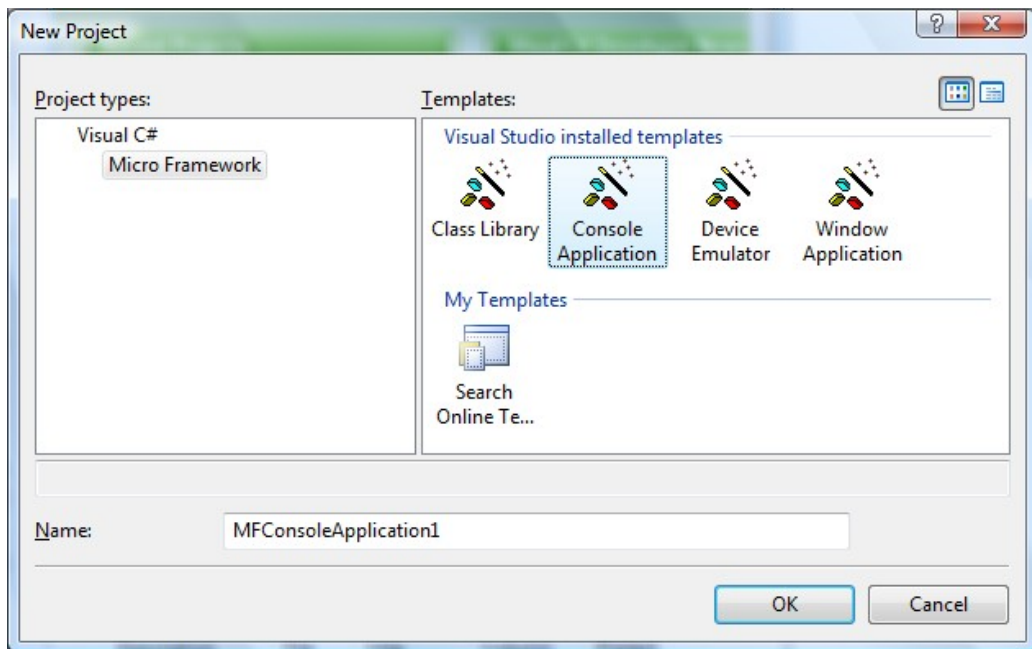 New Project
Project types:
Templates:
Visual C#
Micro Framework
Visual Studio installed templates
Class Library
Console
Application
Device
Emulator
Window
Application
My Templates
Search
Online Te...
Name:
MFConsoleApplication1
OK
Cancel